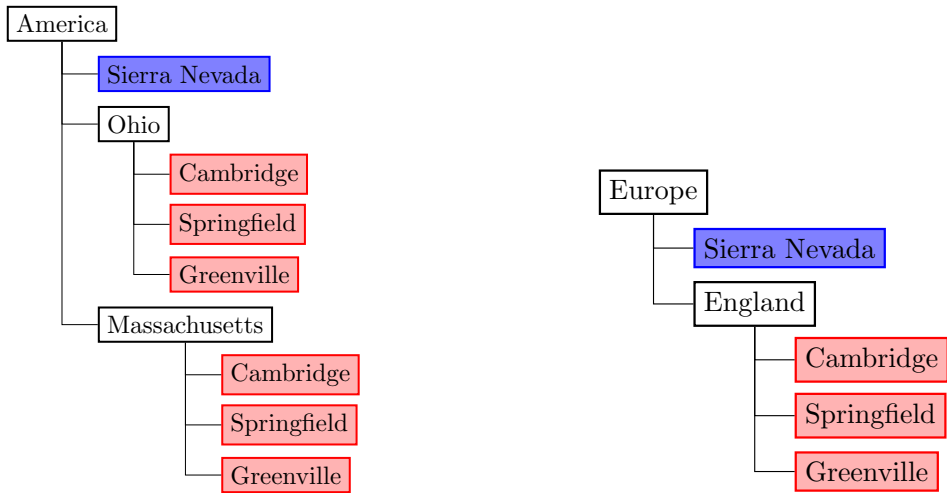 America
Sierra Nevada
Ohio
Cambridge
Springfield
Greenville
Massachusetts
Cambridge
Springfield
Greenville
Europe
Sierra Nevada
England
Cambridge
Springfield
Greenville